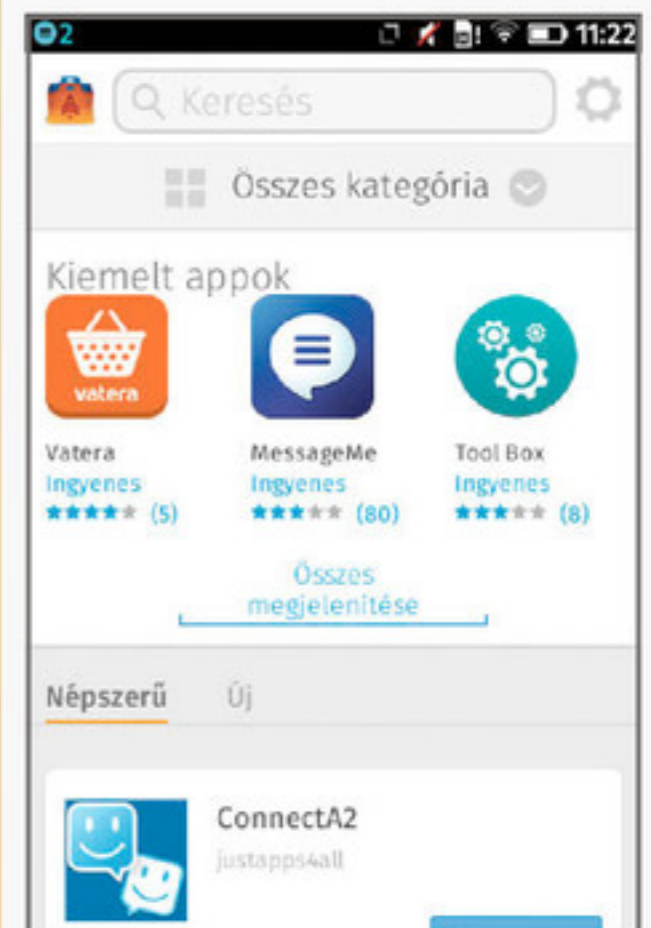 2 11:22
Keresés
Összes kategória
Kiemelt appok
vatera
Vatera MessageMe Tool Box
Ingyenes Ingyenes Ingyenes
(5) (80) (8)
Összes
megjelenítése
Népszerű Új
ConnectA2
justapps4all